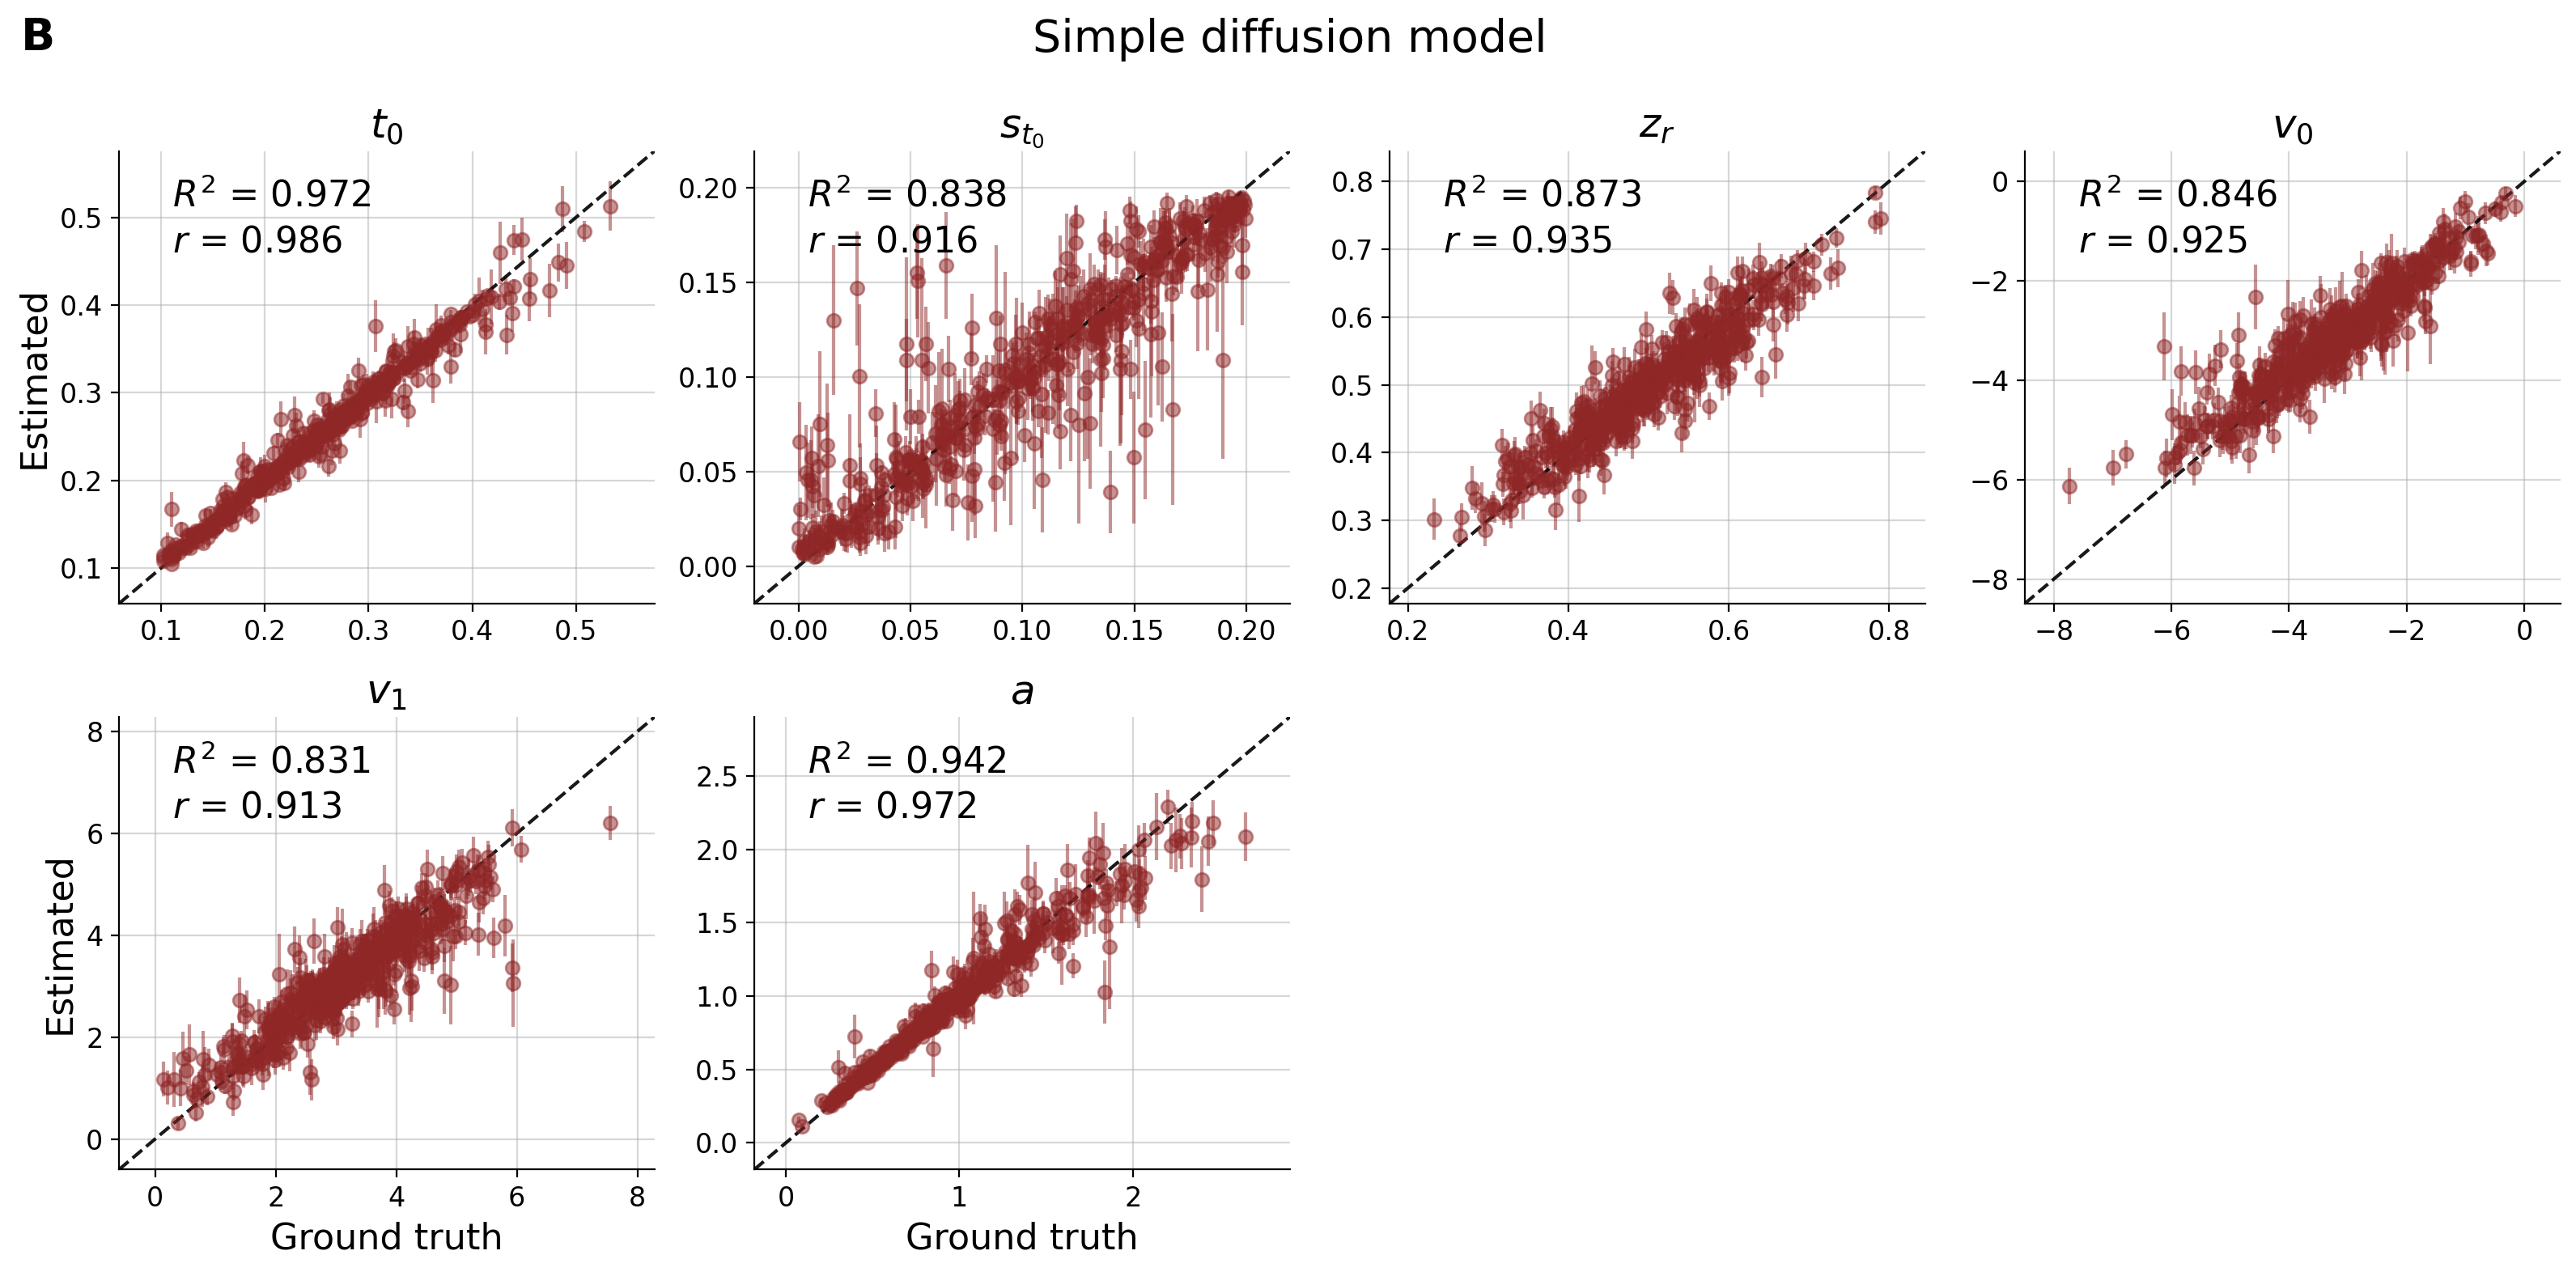 B
Simple diffusion model
t₀
R² = 0.972
r = 0.986
Estimated
0.5
0.4
0.3
0.2
0.1
0.1 0.2 0.3 0.4 0.5
s_{t₀}
R² = 0.838
r = 0.916
0.20
0.15
0.10
0.05
0.00
0.00 0.05 0.10 0.15 0.20
z_r
R² = 0.873
r = 0.935
0.8
0.7
0.6
0.5
0.4
0.3
0.2
0.2 0.4 0.6 0.8
v₀
R² = 0.846
r = 0.925
0
−2
−4
−6
−8
−8 −6 −4 −2 0
v₁
R² = 0.831
r = 0.913
Estimated
8
6
4
2
0
0 2 4 6 8
Ground truth
a
R² = 0.942
r = 0.972
2.5
2.0
1.5
1.0
0.5
0.0
0 1 2
Ground truth